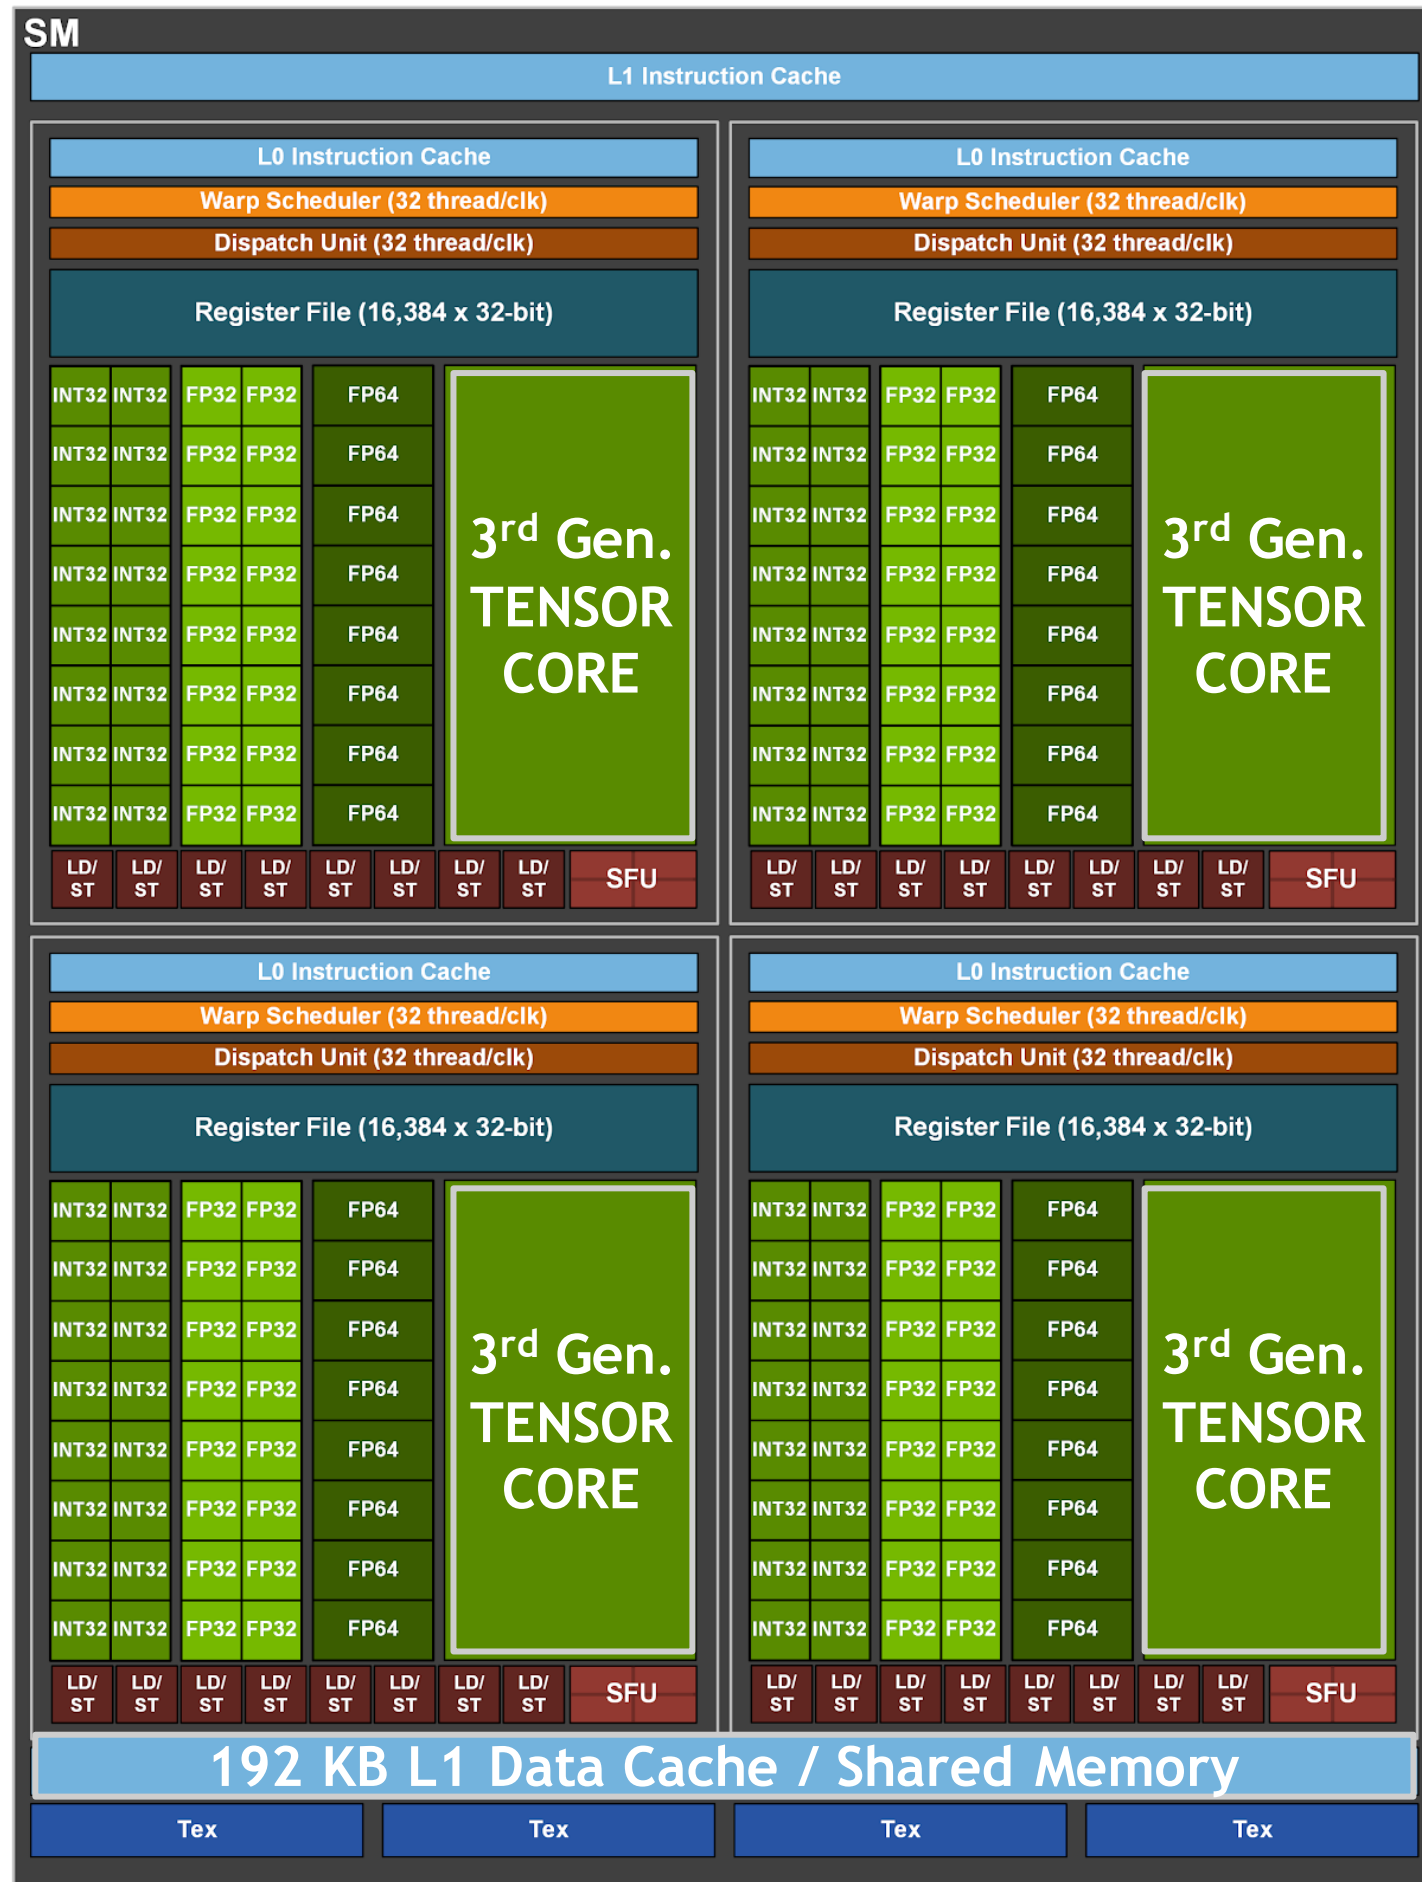 SM
L1 Instruction Cache
L0 Instruction Cache
Warp Scheduler (32 thread/clk)
Dispatch Unit (32 thread/clk)
Register File (16,384 x 32-bit)
INT32 INT32 FP32 FP32 FP64
INT32 INT32 FP32 FP32 FP64
INT32 INT32 FP32 FP32 FP64
INT32 INT32 FP32 FP32 FP64
INT32 INT32 FP32 FP32 FP64
INT32 INT32 FP32 FP32 FP64
INT32 INT32 FP32 FP32 FP64
INT32 INT32 FP32 FP32 FP64
3rd Gen.
TENSOR
CORE
LD/ LD/ LD/ LD/ LD/ LD/ LD/ LD/
ST ST ST ST ST ST ST ST
SFU
L0 Instruction Cache
Warp Scheduler (32 thread/clk)
Dispatch Unit (32 thread/clk)
Register File (16,384 x 32-bit)
INT32 INT32 FP32 FP32 FP64
INT32 INT32 FP32 FP32 FP64
INT32 INT32 FP32 FP32 FP64
INT32 INT32 FP32 FP32 FP64
INT32 INT32 FP32 FP32 FP64
INT32 INT32 FP32 FP32 FP64
INT32 INT32 FP32 FP32 FP64
INT32 INT32 FP32 FP32 FP64
3rd Gen.
TENSOR
CORE
LD/ LD/ LD/ LD/ LD/ LD/ LD/ LD/
ST ST ST ST ST ST ST ST
SFU
L0 Instruction Cache
Warp Scheduler (32 thread/clk)
Dispatch Unit (32 thread/clk)
Register File (16,384 x 32-bit)
INT32 INT32 FP32 FP32 FP64
INT32 INT32 FP32 FP32 FP64
INT32 INT32 FP32 FP32 FP64
INT32 INT32 FP32 FP32 FP64
INT32 INT32 FP32 FP32 FP64
INT32 INT32 FP32 FP32 FP64
INT32 INT32 FP32 FP32 FP64
INT32 INT32 FP32 FP32 FP64
3rd Gen.
TENSOR
CORE
LD/ LD/ LD/ LD/ LD/ LD/ LD/ LD/
ST ST ST ST ST ST ST ST
SFU
L0 Instruction Cache
Warp Scheduler (32 thread/clk)
Dispatch Unit (32 thread/clk)
Register File (16,384 x 32-bit)
INT32 INT32 FP32 FP32 FP64
INT32 INT32 FP32 FP32 FP64
INT32 INT32 FP32 FP32 FP64
INT32 INT32 FP32 FP32 FP64
INT32 INT32 FP32 FP32 FP64
INT32 INT32 FP32 FP32 FP64
INT32 INT32 FP32 FP32 FP64
INT32 INT32 FP32 FP32 FP64
3rd Gen.
TENSOR
CORE
LD/ LD/ LD/ LD/ LD/ LD/ LD/ LD/
ST ST ST ST ST ST ST ST
SFU
192 KB L1 Data Cache / Shared Memory
Tex Tex Tex Tex